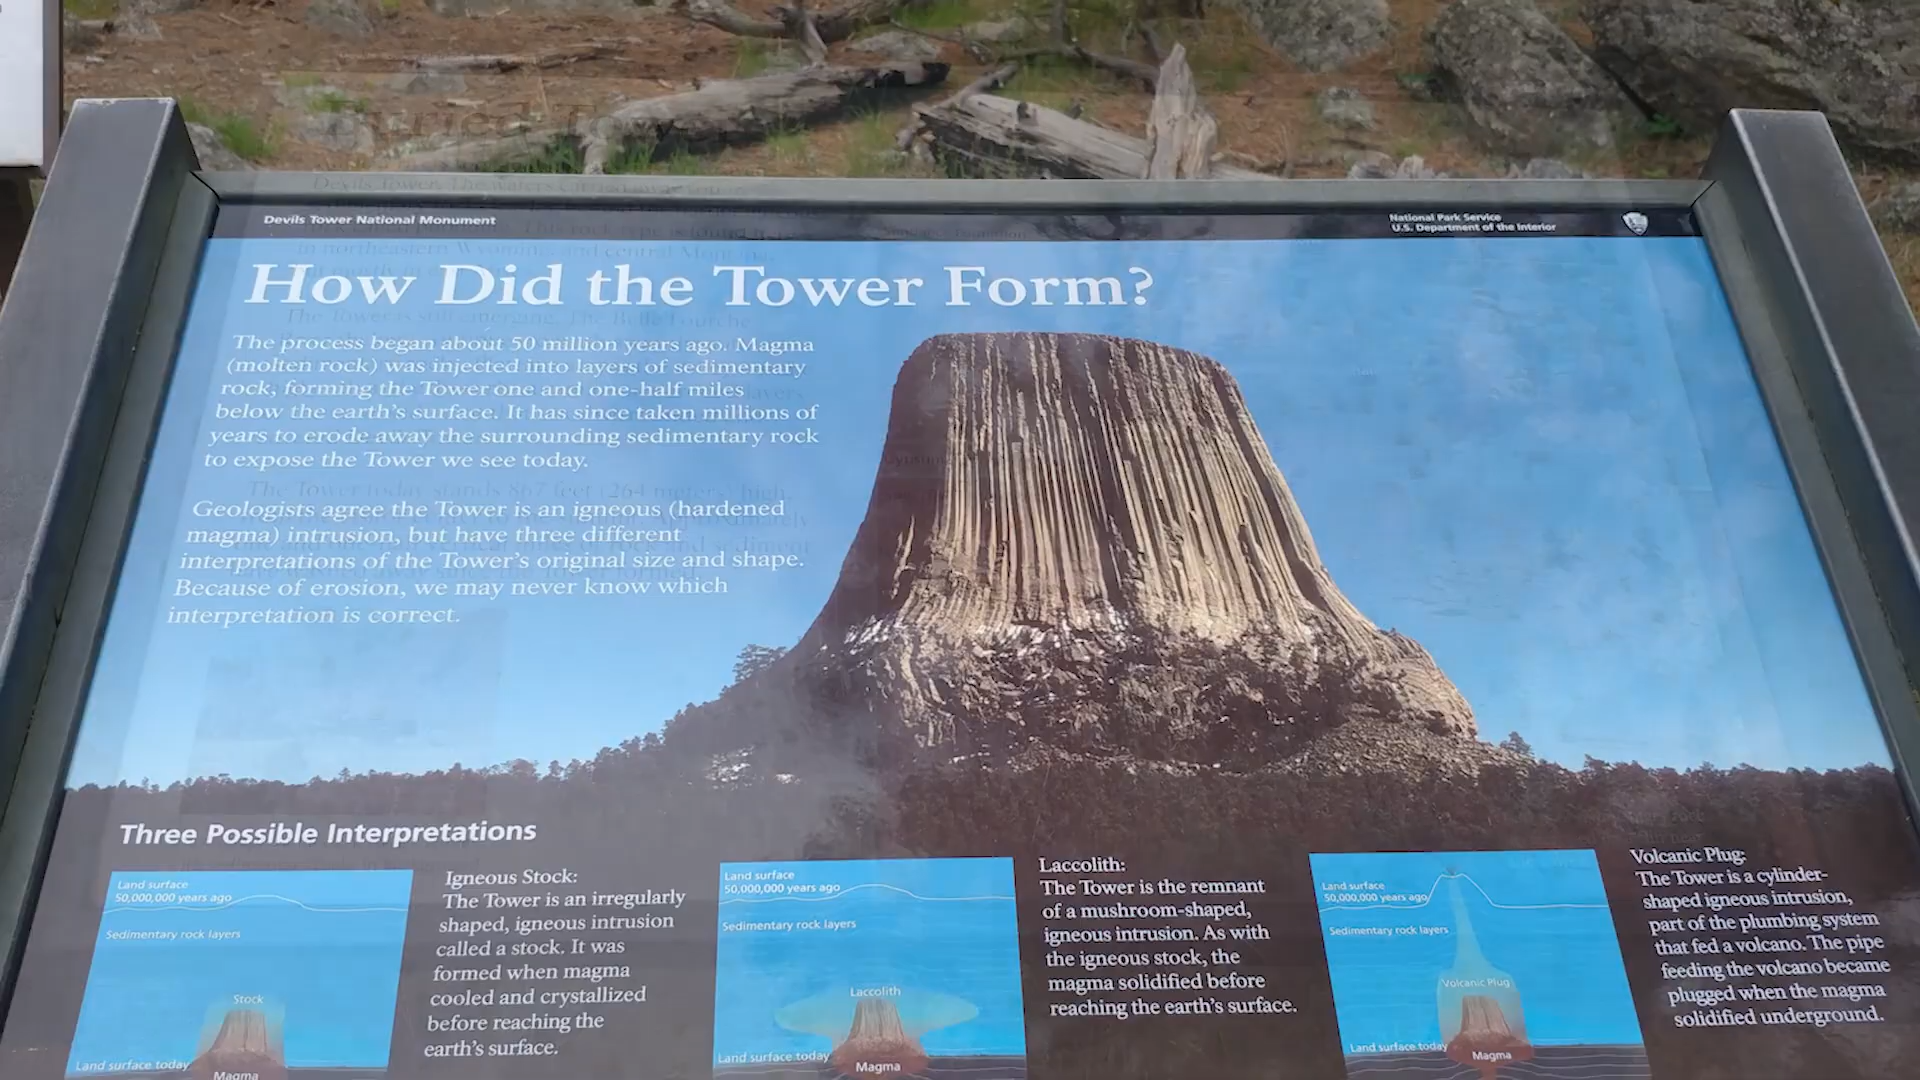 Devils Tower National Monument
National Park Service
U.S. Department of the Interior
How Did the Tower Form?
The process began about 50 million years ago. Magma
(molten rock) was injected into layers of sedimentary
rock, forming the Tower one and one-half miles
below the earth's surface. It has since taken millions of
years to erode away the surrounding sedimentary rock
to expose the Tower we see today.
Geologists agree the Tower is an igneous (hardened
magma) intrusion, but have three different
interpretations of the Tower's original size and shape.
Because of erosion, we may never know which
interpretation is correct.
Three Possible Interpretations
Land surface
50,000,000 years ago
Sedimentary rock layers
Stock
Land surface today
Magma
Igneous Stock:
The Tower is an irregularly
shaped, igneous intrusion
called a stock. It was
formed when magma
cooled and crystallized
before reaching the
earth's surface.
Land surface
50,000,000 years ago
Sedimentary rock layers
Laccolith
Land surface today
Magma
Laccolith:
The Tower is the remnant
of a mushroom-shaped,
igneous intrusion. As with
the igneous stock, the
magma solidified before
reaching the earth's surface.
Land surface
50,000,000 years ago
Sedimentary rock layers
Volcanic Plug
Land surface today
Magma
Volcanic Plug:
The Tower is a cylinder-
shaped igneous intrusion,
part of the plumbing system
that fed a volcano. The pipe
feeding the volcano became
plugged when the magma
solidified underground.